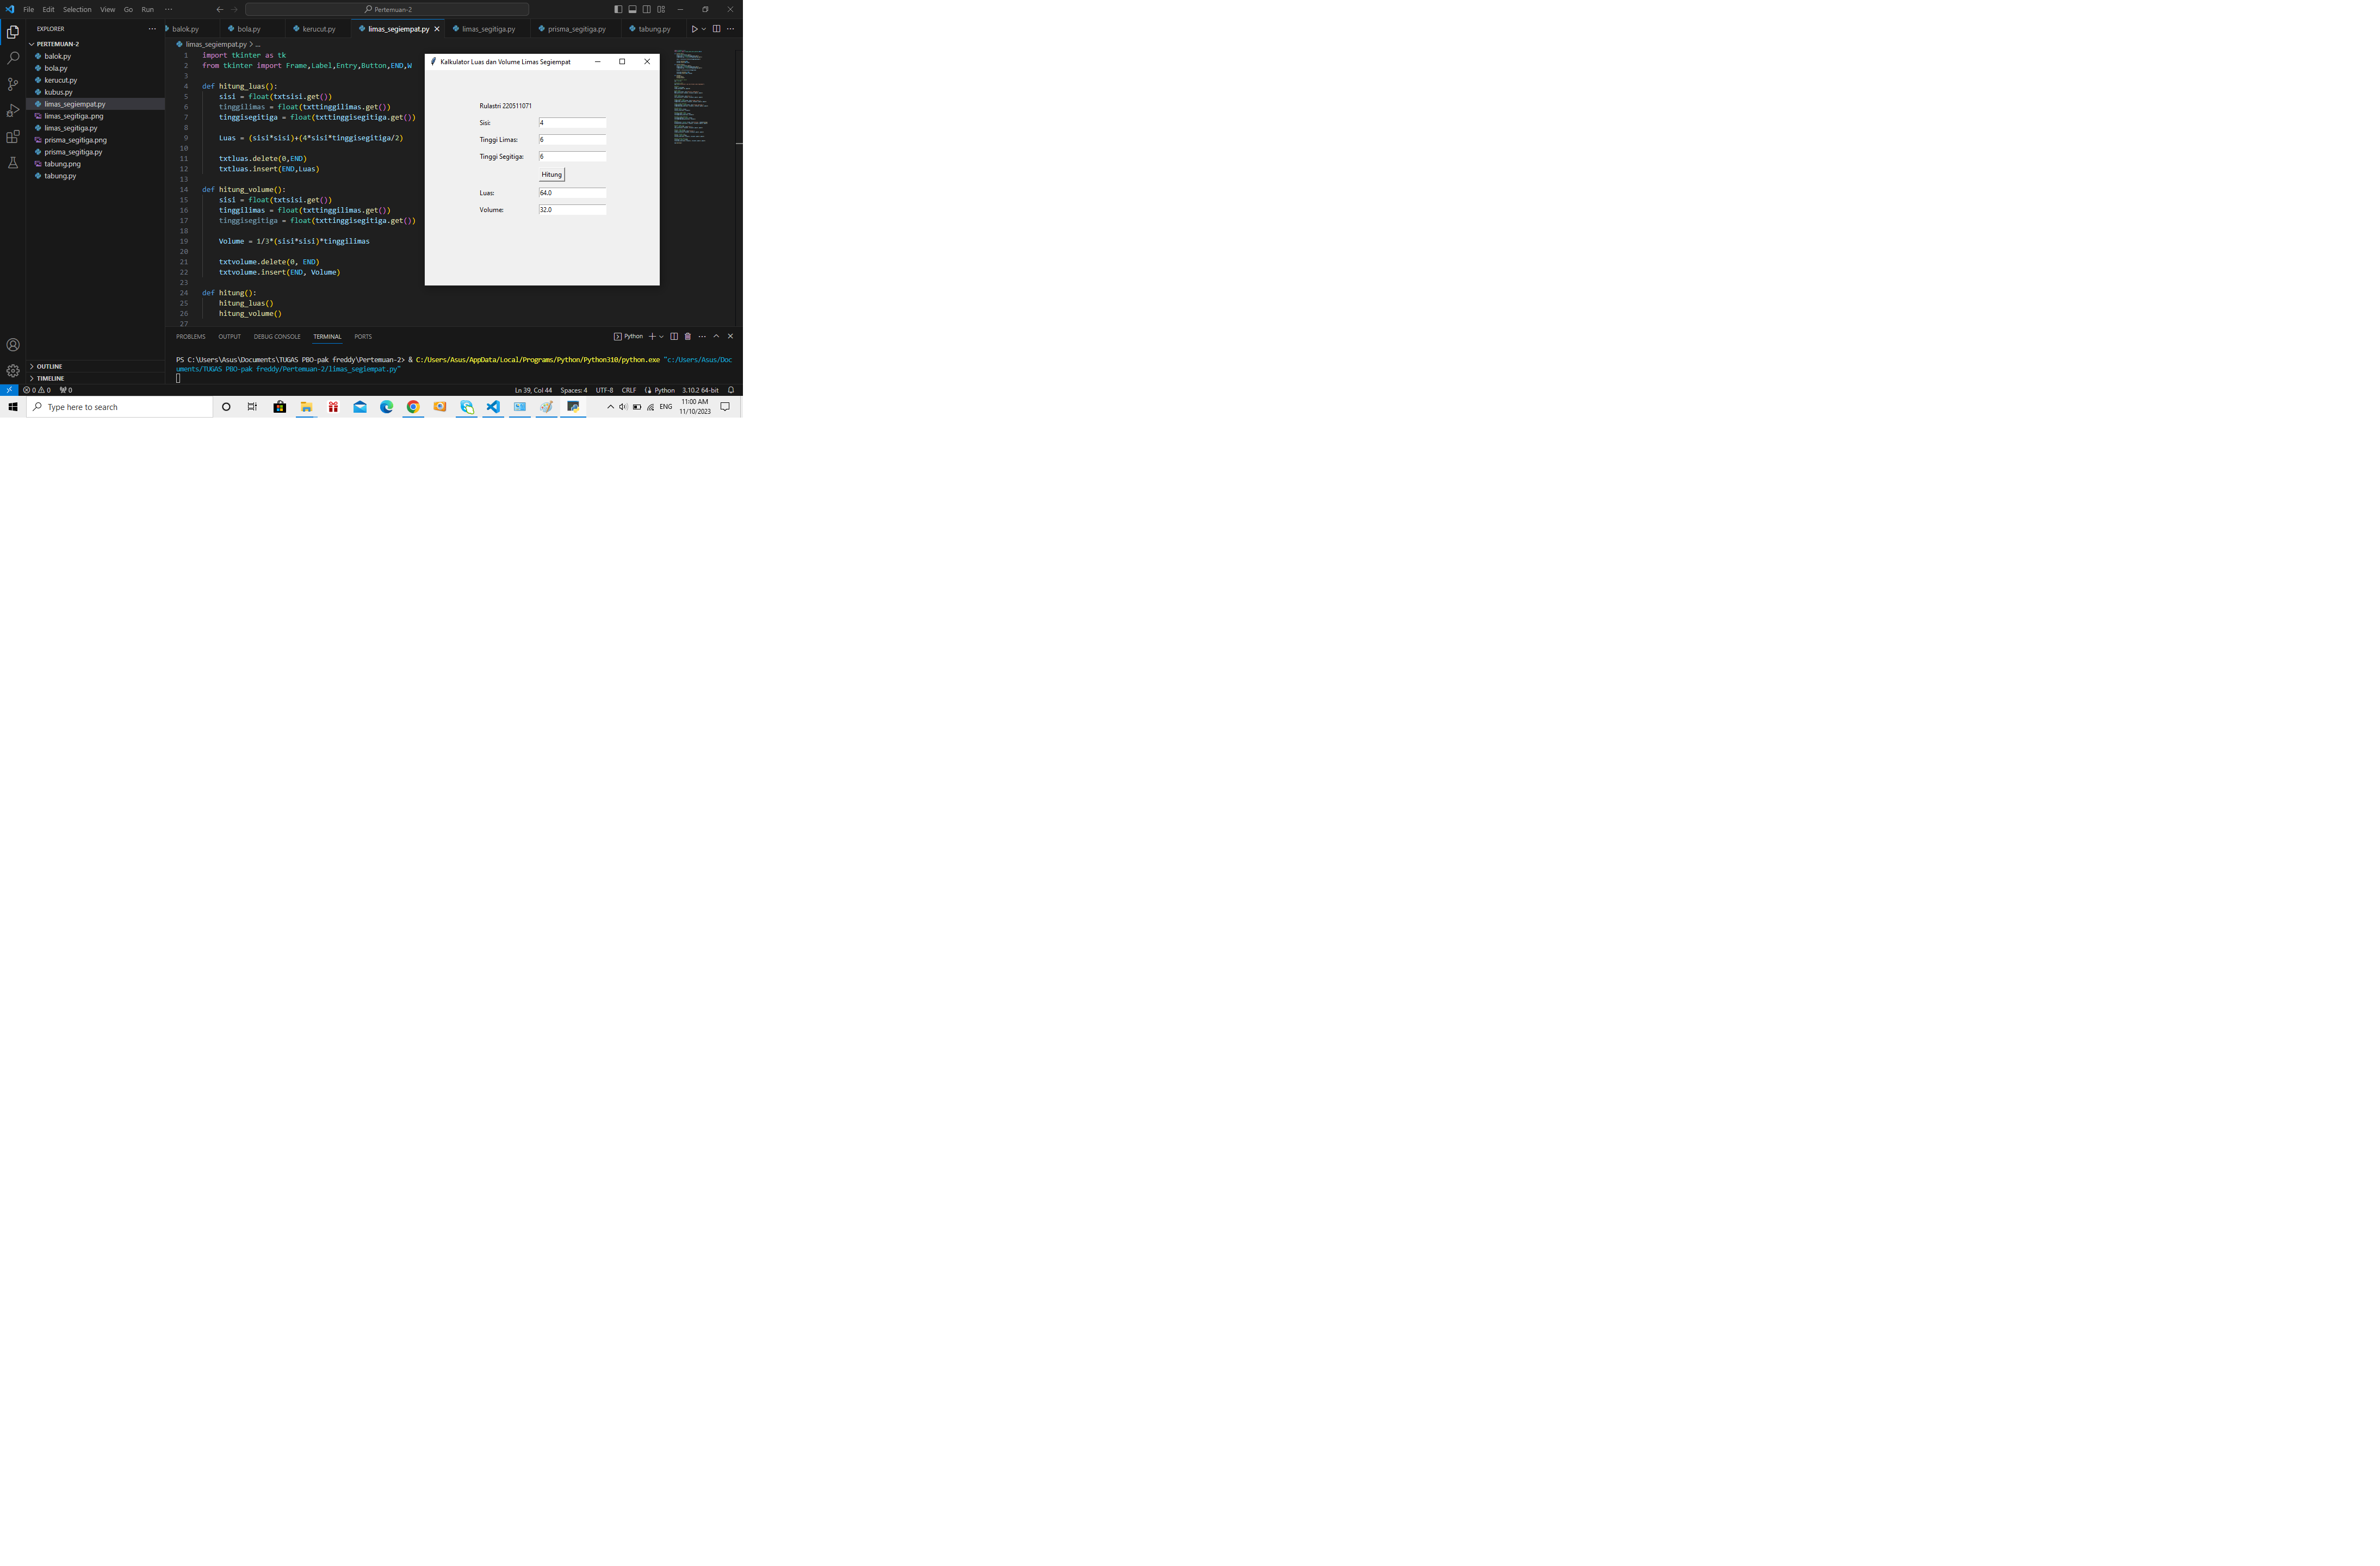 File Edit Selection View Go Run ···
Pertemuan-2
EXPLORER
PERTEMUAN-2
balok.py
bola.py
kerucut.py
kubus.py
limas_segiempat.py
limas_segitiga..png
limas_segitiga.py
prisma_segitiga.png
prisma_segitiga.py
tabung.png
tabung.py
OUTLINE
TIMELINE
balok.py bola.py kerucut.py limas_segiempat.py limas_segitiga.py prisma_segitiga.py tabung.py
limas_segiempat.py > ...
1 import tkinter as tk
2 from tkinter import Frame,Label,Entry,Button,END,W
3
4 def hitung_luas():
5 sisi = float(txtsisi.get())
6 tinggilimas = float(txttinggilimas.get())
7 tinggisegitiga = float(txttinggisegitiga.get())
8
9 Luas = (sisi*sisi)+(4*sisi*tinggisegitiga/2)
10
11 txtluas.delete(0,END)
12 txtluas.insert(END,Luas)
13
14 def hitung_volume():
15 sisi = float(txtsisi.get())
16 tinggilimas = float(txttinggilimas.get())
17 tinggisegitiga = float(txttinggisegitiga.get())
18
19 Volume = 1/3*(sisi*sisi)*tinggilimas
20
21 txtvolume.delete(0, END)
22 txtvolume.insert(END, Volume)
23
24 def hitung():
25 hitung_luas()
26 hitung_volume()
27
Kalkulator Luas dan Volume Limas Segiempat
Rulastri 220511071
Sisi: 4
Tinggi Limas: 6
Tinggi Segitiga: 6
Hitung
Luas: 64.0
Volume: 32.0
PROBLEMS OUTPUT DEBUG CONSOLE TERMINAL PORTS
Python
PS C:\Users\Asus\Documents\TUGAS PBO-pak freddy\Pertemuan-2> & C:/Users/Asus/AppData/Local/Programs/Python/Python310/python.exe "c:/Users/Asus/Doc
uments/TUGAS PBO-pak freddy/Pertemuan-2/limas_segiempat.py"
0 0 0 Ln 39, Col 44 Spaces: 4 UTF-8 CRLF Python 3.10.2 64-bit
Type here to search
ENG
11:00 AM
11/10/2023